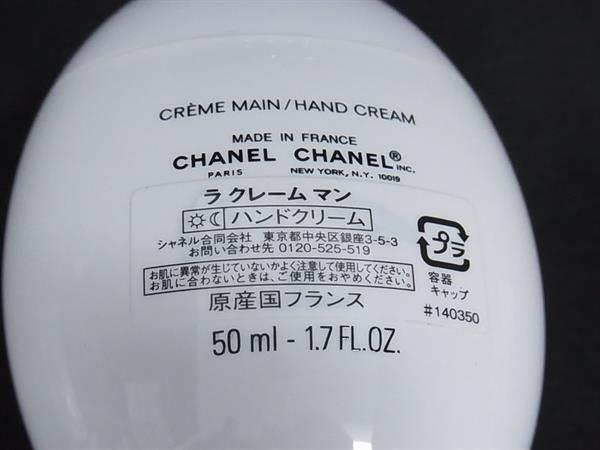 CRÈME MAIN/HAND CREAM
MADE IN FRANCE
CHANEL CHANEL® INC.
PARIS NEW YORK, N.Y. 10019
ラ クレーム マン
ハンドクリーム
シャネル合同会社 東京都中央区銀座3-5-3
お問い合わせ先 0120-525-519
お肌に異常が生じていないかよく注意して使用してください。
お肌に合わないときは、ご使用をおやめください。
原産国フランス
プラ
容器
キャップ
#140350
50 ml - 1.7 FL.OZ.